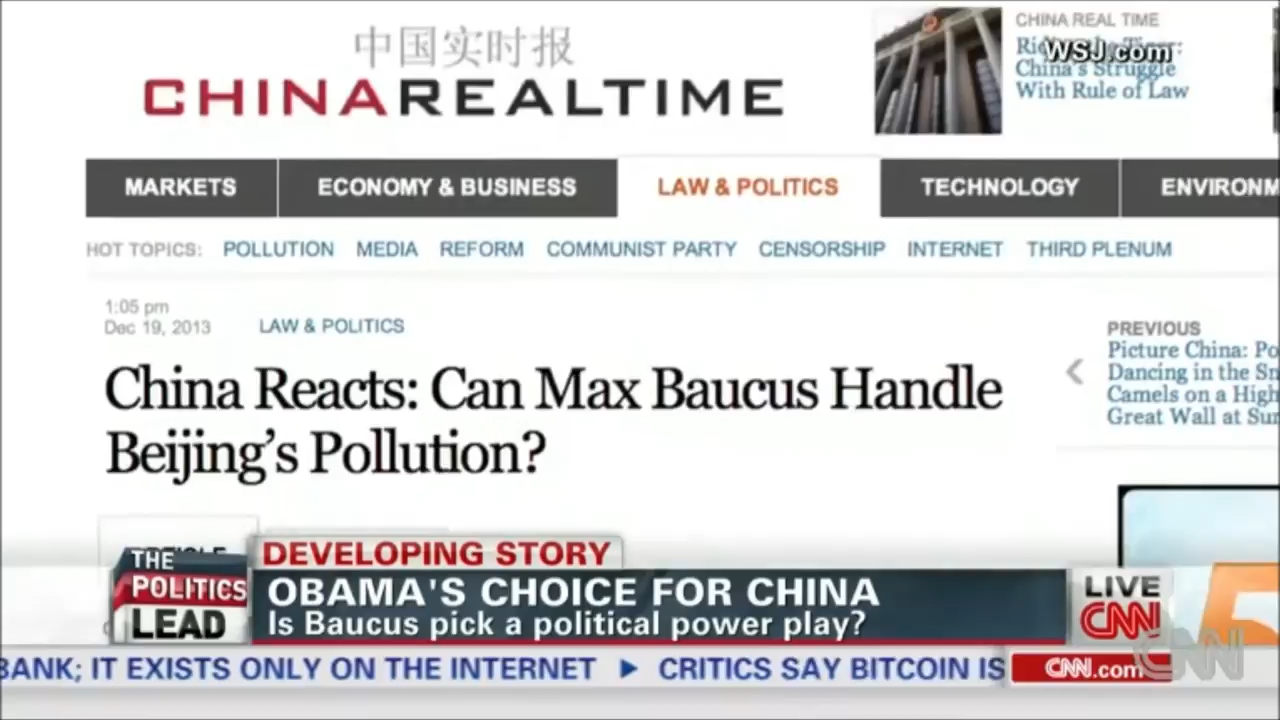 中国实时报
CHINAREALTIME
CHINA REAL TIME
WSJ.com
China's Struggle
With Rule of Law
MARKETS
ECONOMY & BUSINESS
LAW & POLITICS
TECHNOLOGY
ENVIRONM
HOT TOPICS: POLLUTION MEDIA REFORM COMMUNIST PARTY CENSORSHIP INTERNET THIRD PLENUM
1:05 pm
Dec 19, 2013
LAW & POLITICS
China Reacts: Can Max Baucus Handle
Beijing's Pollution?
PREVIOUS
Picture China: Po
Dancing in the Sn
Camels on a High
Great Wall at Sun
THE
POLITICS
LEAD
DEVELOPING STORY
OBAMA'S CHOICE FOR CHINA
Is Baucus pick a political power play?
LIVE
CNN
BANK; IT EXISTS ONLY ON THE INTERNET ▶ CRITICS SAY BITCOIN IS
CNN.com
CNN